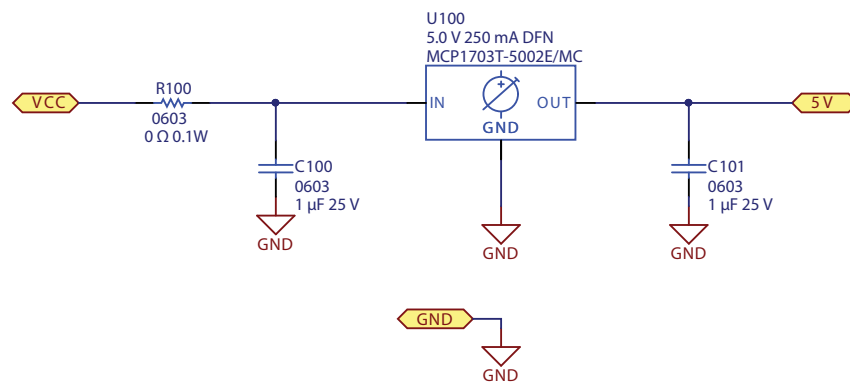 U100
5.0 V 250 mA DFN
MCP1703T-5002E/MC
VCC
R100
0603
0 Ω 0.1W
IN
OUT
GND
5V
C100
0603
1 µF 25 V
GND
GND
C101
0603
1 µF 25 V
GND
GND
GND